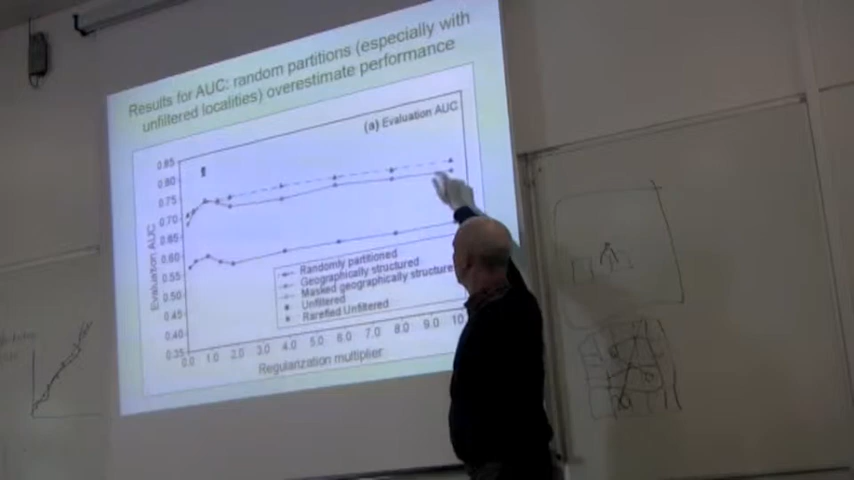 Results for AUC: random partitions (especially with
unfiltered localities) overestimate performance
(a) Evaluation AUC
0.85
0.80
0.75
0.70
0.65
0.60
0.55
0.50
0.45
0.40
0.35
Evaluation AUC
Randomly partitioned
Geographically structured
Masked geographically structure
Unfiltered
Rarefied Unfiltered
0.0 1.0 2.0 3.0 4.0 5.0 6.0 7.0 8.0 9.0 10
Regularization multiplier